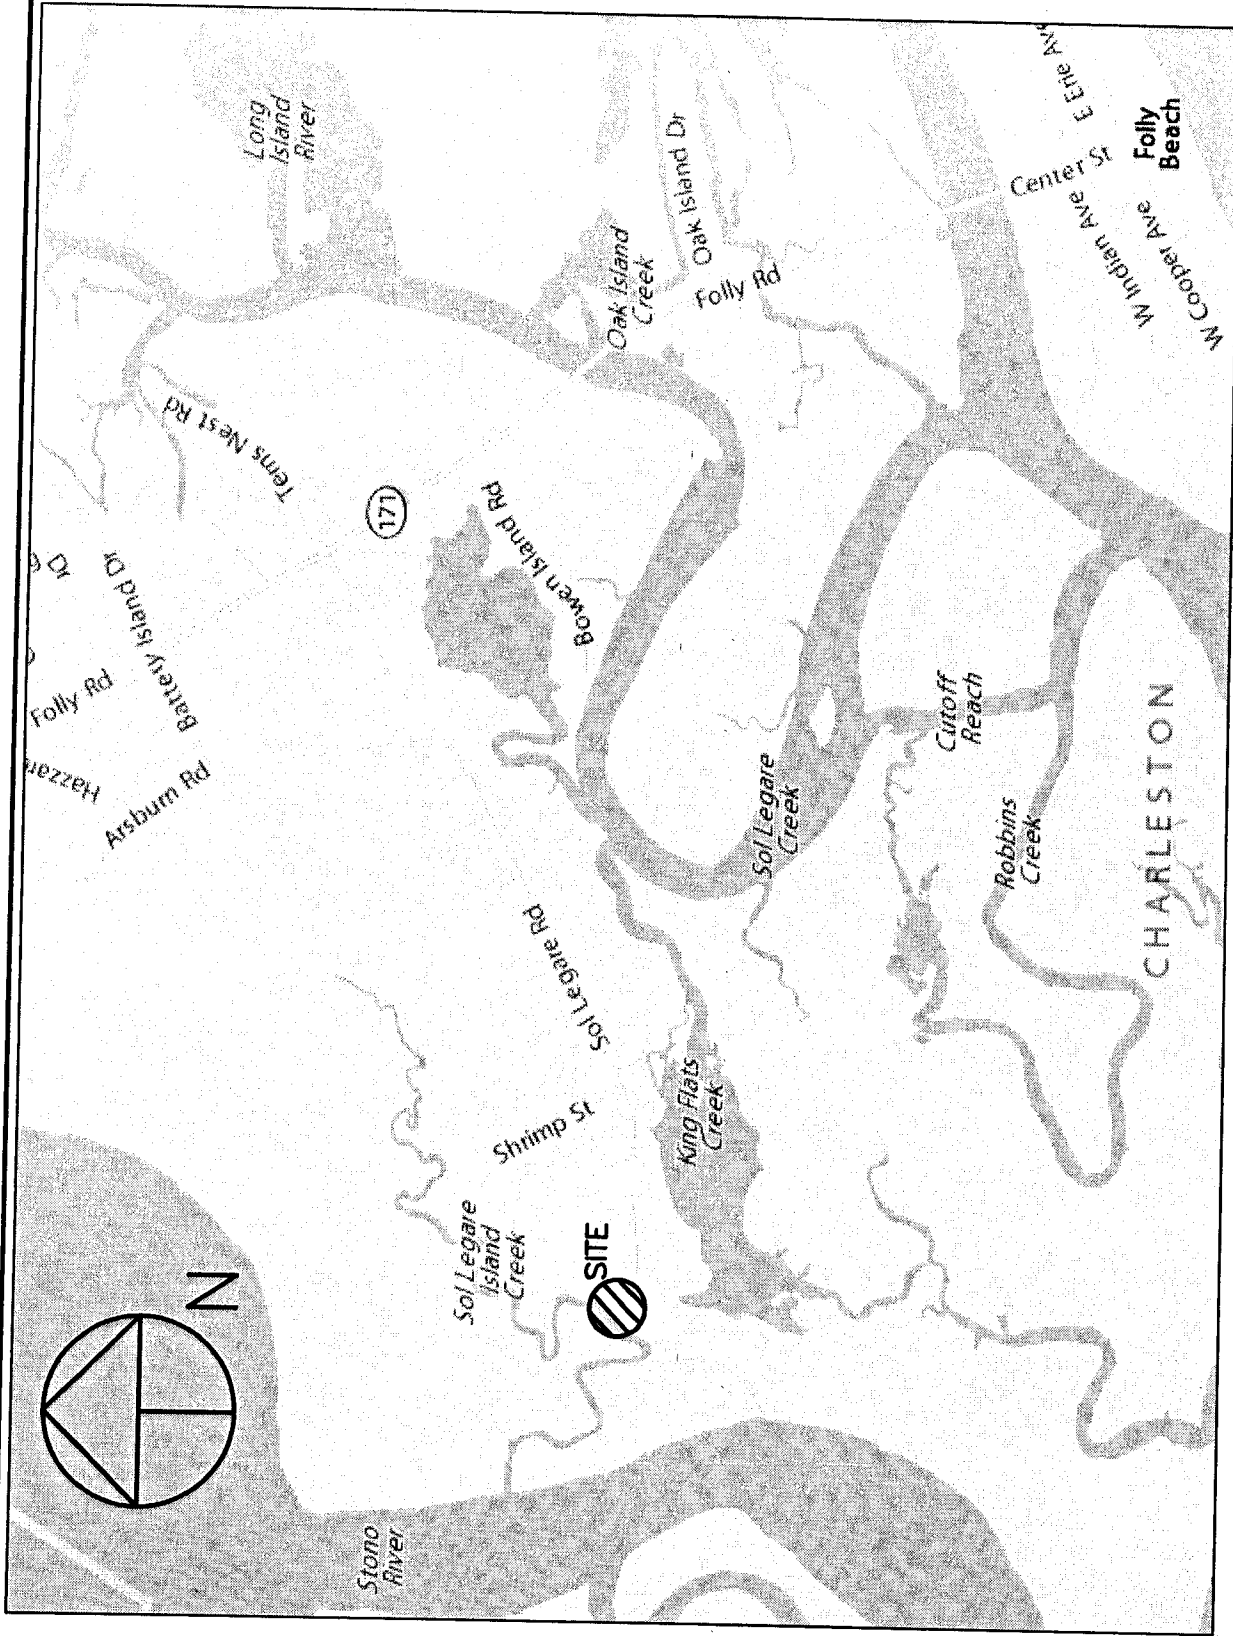 Long
Island
River
E Erie Ave
Folly
Beach
Center St
W Indian Ave
W Cooper Ave
Oak Island Dr
Oak Island
Creek
Folly Rd
Terns Nest Rd
171
Bowen Island Rd
Battery Island Dr
Folly Rd
Arsburn Rd
Cutoff
Reach
Sol Legare
Creek
Robbins
Creek
CHARLESTON
Sol Legare Rd
Shrimp St
King Flats
Creek
Sol Legare
Island
Creek
SITE
N
Stono
River